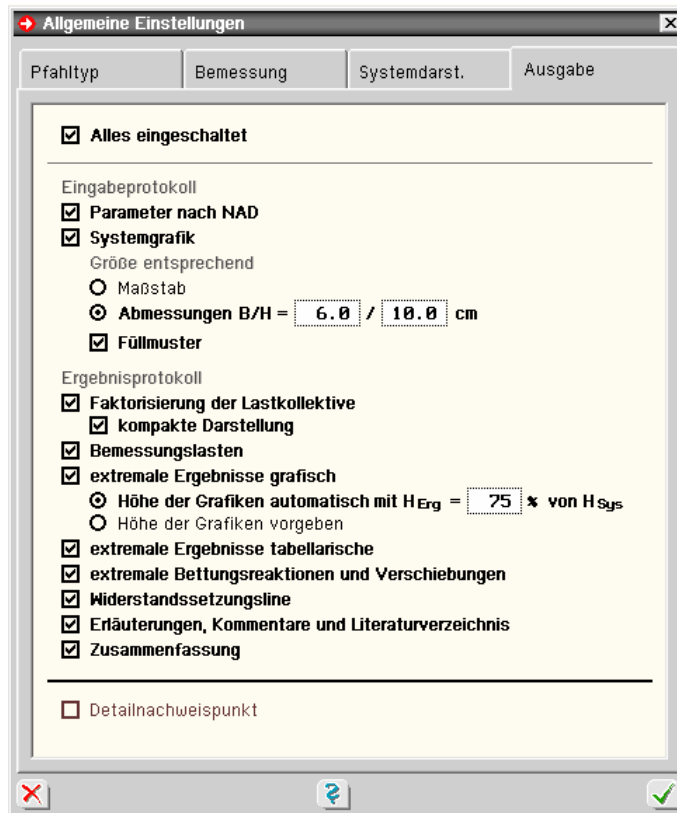 Allgemeine Einstellungen
Pfahltyp Bemessung Systemdarst. Ausgabe
Alles eingeschaltet
Eingabeprotokoll
Parameter nach NAD
Systemgrafik
Größe entsprechend
Maßstab
Abmessungen B/H = 6.0 / 10.0 cm
Füllmuster
Ergebnisprotokoll
Faktorisierung der Lastkollektive
kompakte Darstellung
Bemessungslasten
extremale Ergebnisse grafisch
Höhe der Grafiken automatisch mit H Erg = 75 % von H Sys
Höhe der Grafiken vorgeben
extremale Ergebnisse tabellarische
extremale Bettungsreaktionen und Verschiebungen
Widerstandssetzungsline
Erläuterungen, Kommentare und Literaturverzeichnis
Zusammenfassung
Detailnachweispunkt